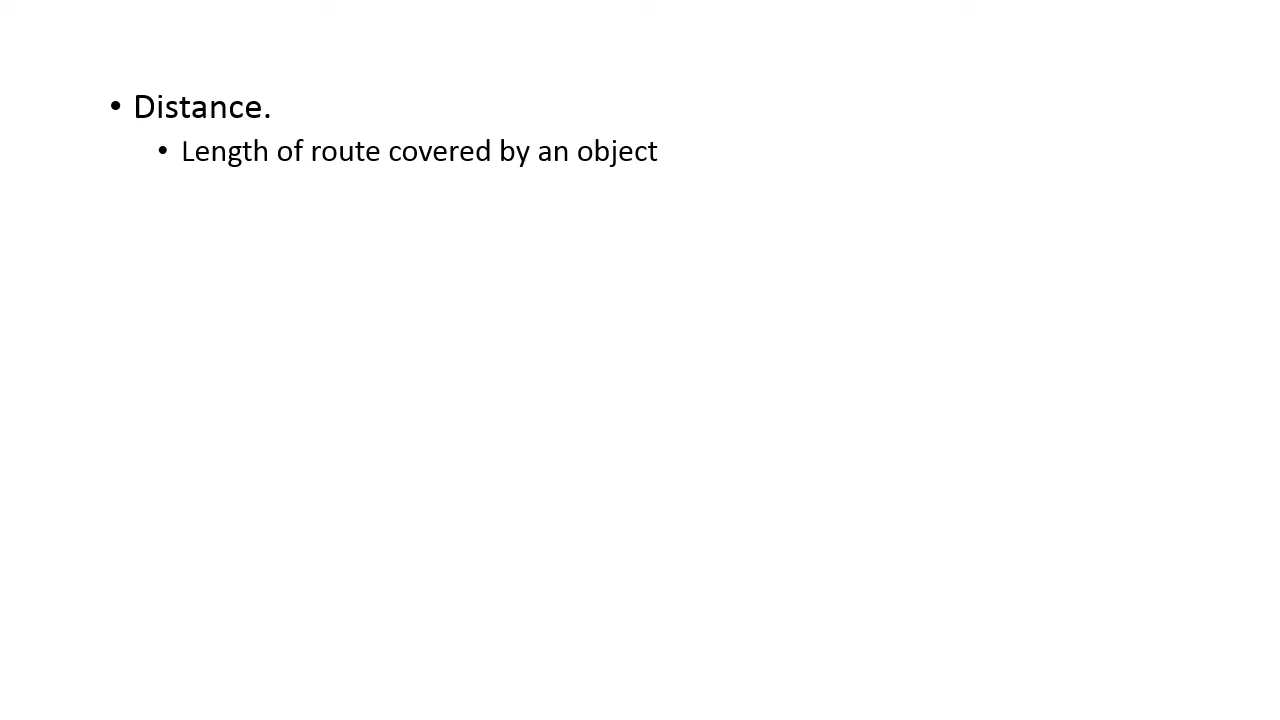 • Distance.
• Length of route covered by an object